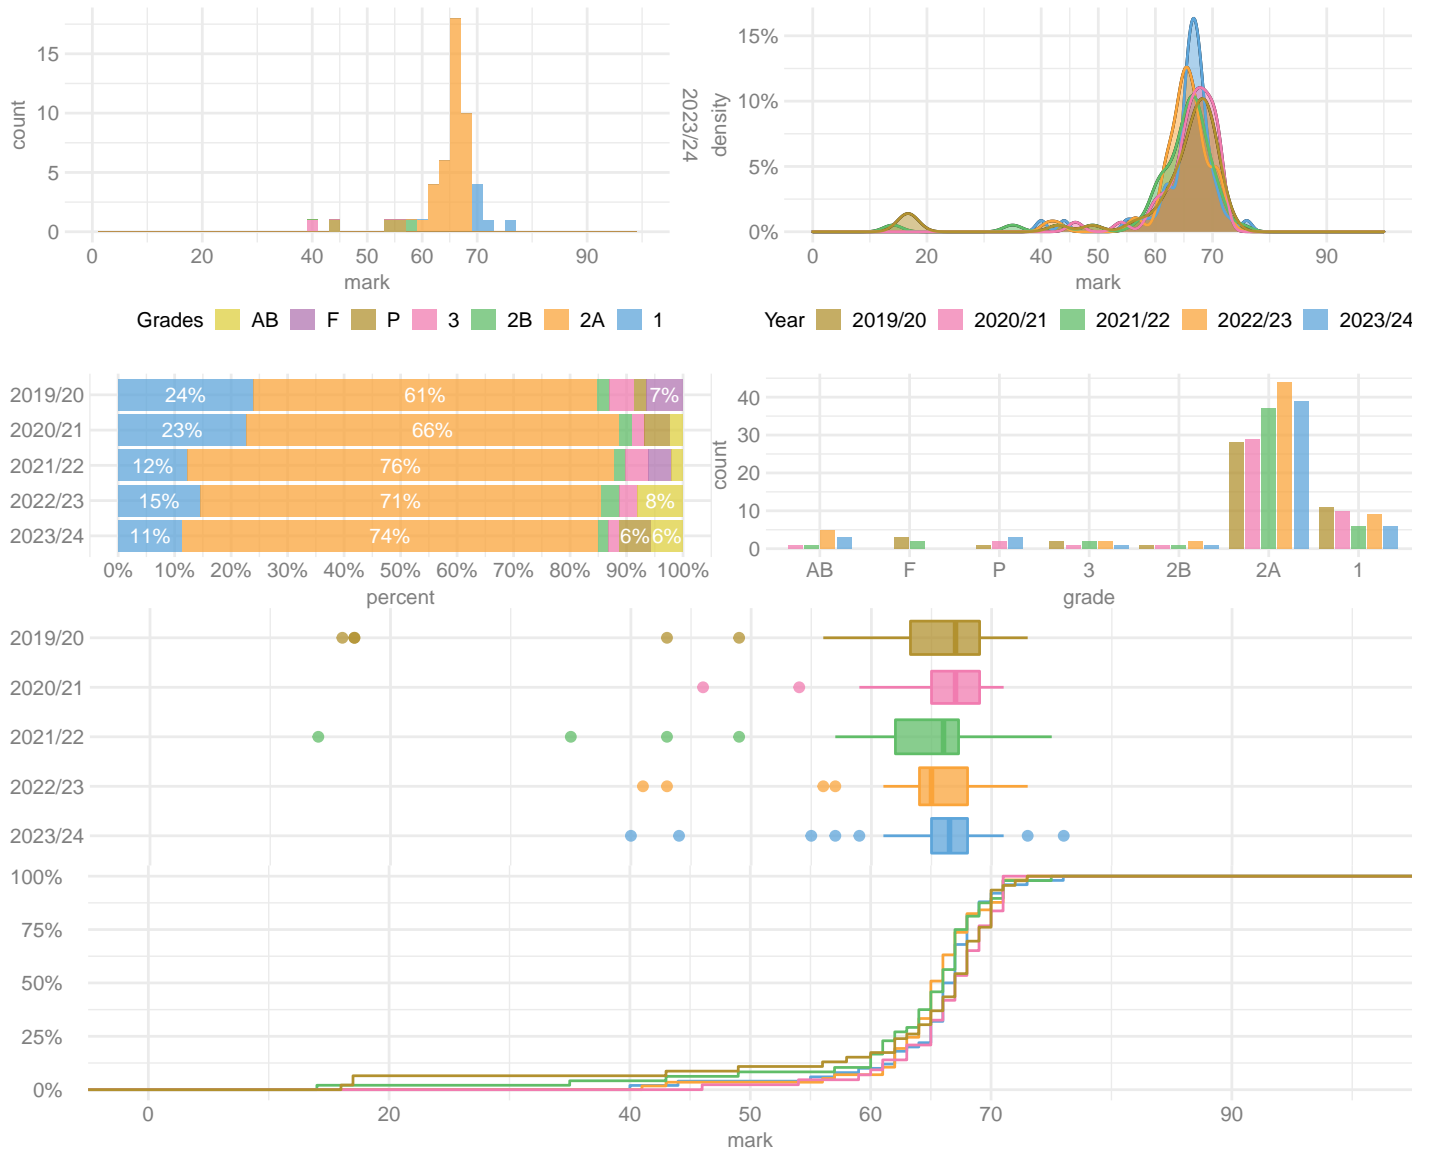 15
10
5
0
count
0 20 40 50 60 70 90
mark
2023/24
15%
10%
5%
0%
density
0 20 40 50 60 70 90
mark
Grades AB F P 3 2B 2A 1
Year 2019/20 2020/21 2021/22 2022/23 2023/24
2019/20 24% 61% 7%
2020/21 23% 66%
2021/22 12% 76%
2022/23 15% 71% 8%
2023/24 11% 74% 6% 6%
0% 10% 20% 30% 40% 50% 60% 70% 80% 90% 100%
percent
40
30
20
10
0
count
AB F P 3 2B 2A 1
grade
2019/20
2020/21
2021/22
2022/23
2023/24
100%
75%
50%
25%
0%
0 20 40 50 60 70 90
mark